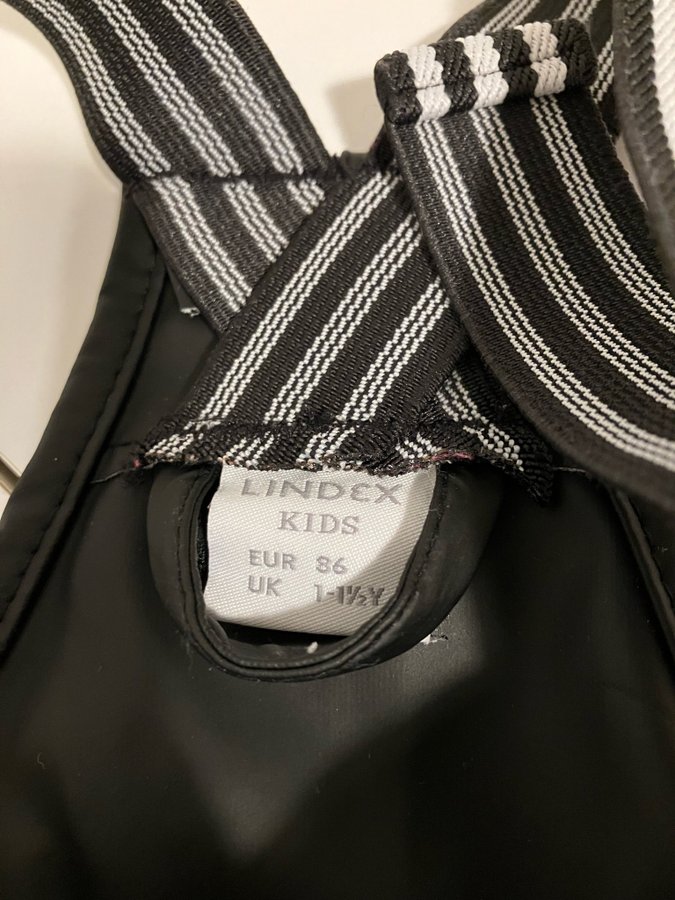 LINDEX
KIDS
EUR 86
UK 1-1½Y